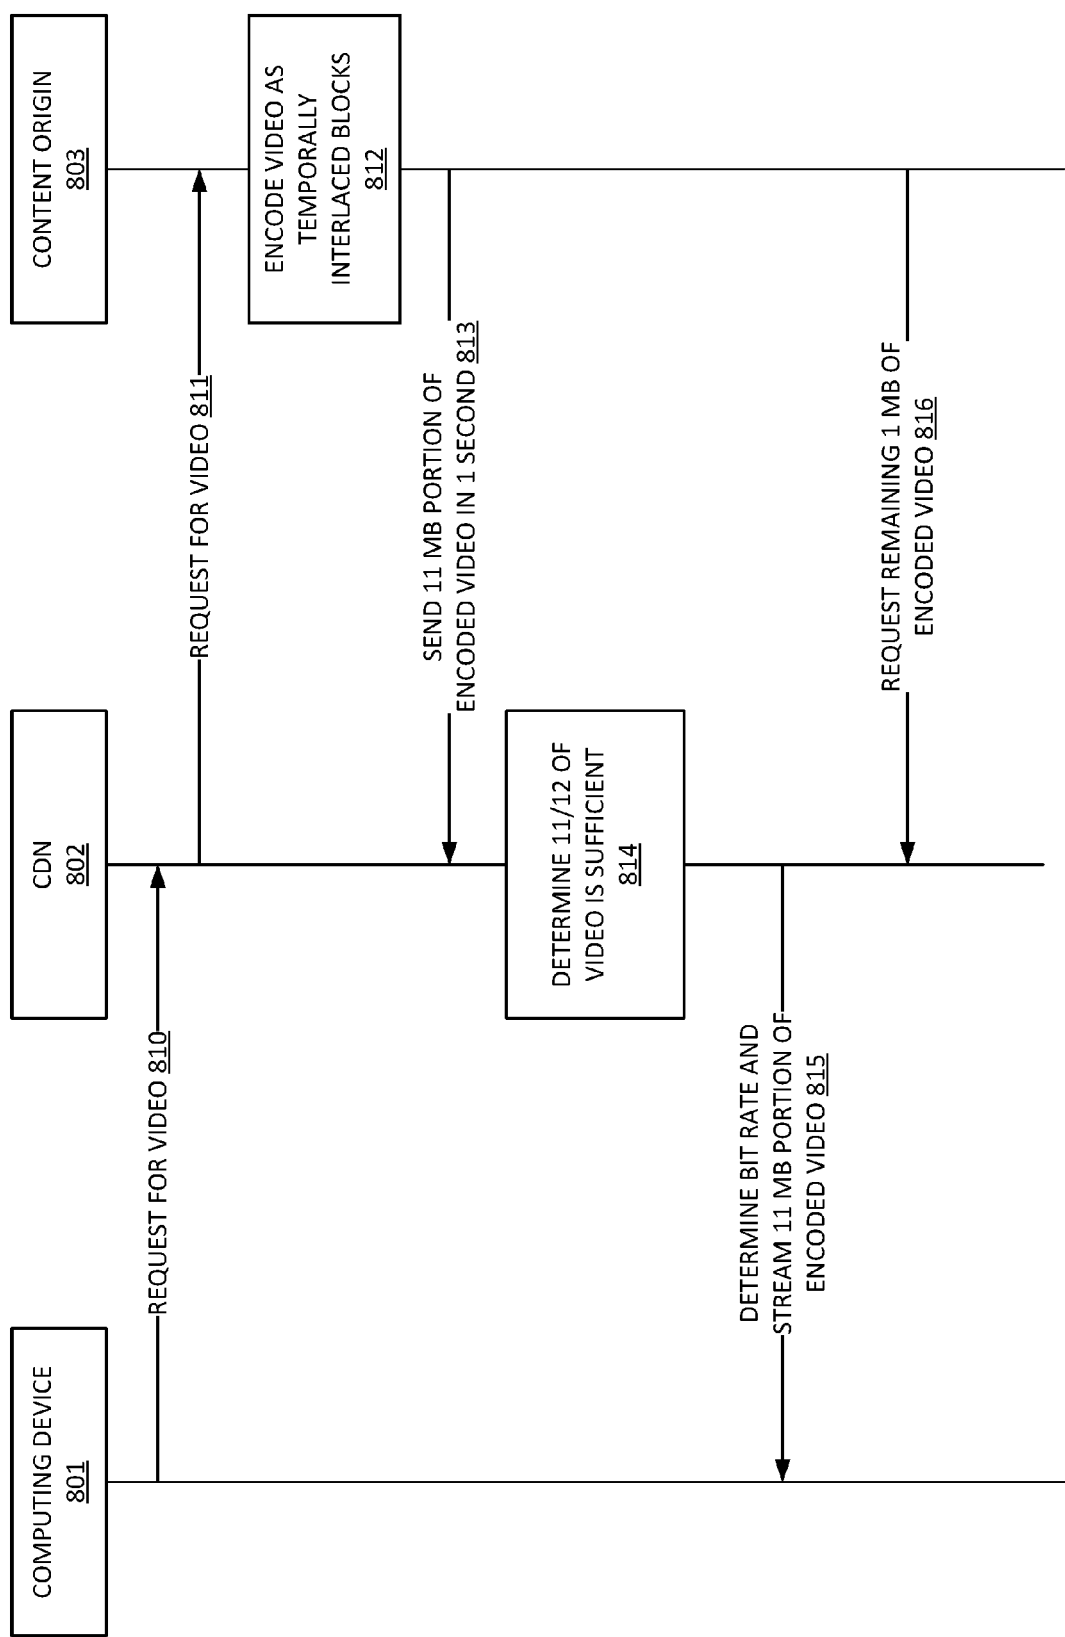 COMPUTING DEVICE
801
CDN
802
CONTENT ORIGIN
803
REQUEST FOR VIDEO 810
REQUEST FOR VIDEO 811
ENCODE VIDEO AS
TEMPORALLY
INTERLACED BLOCKS
812
SEND 11 MB PORTION OF
ENCODED VIDEO IN 1 SECOND 813
DETERMINE 11/12 OF
VIDEO IS SUFFICIENT
814
DETERMINE BIT RATE AND
STREAM 11 MB PORTION OF
ENCODED VIDEO 815
REQUEST REMAINING 1 MB OF
ENCODED VIDEO 816